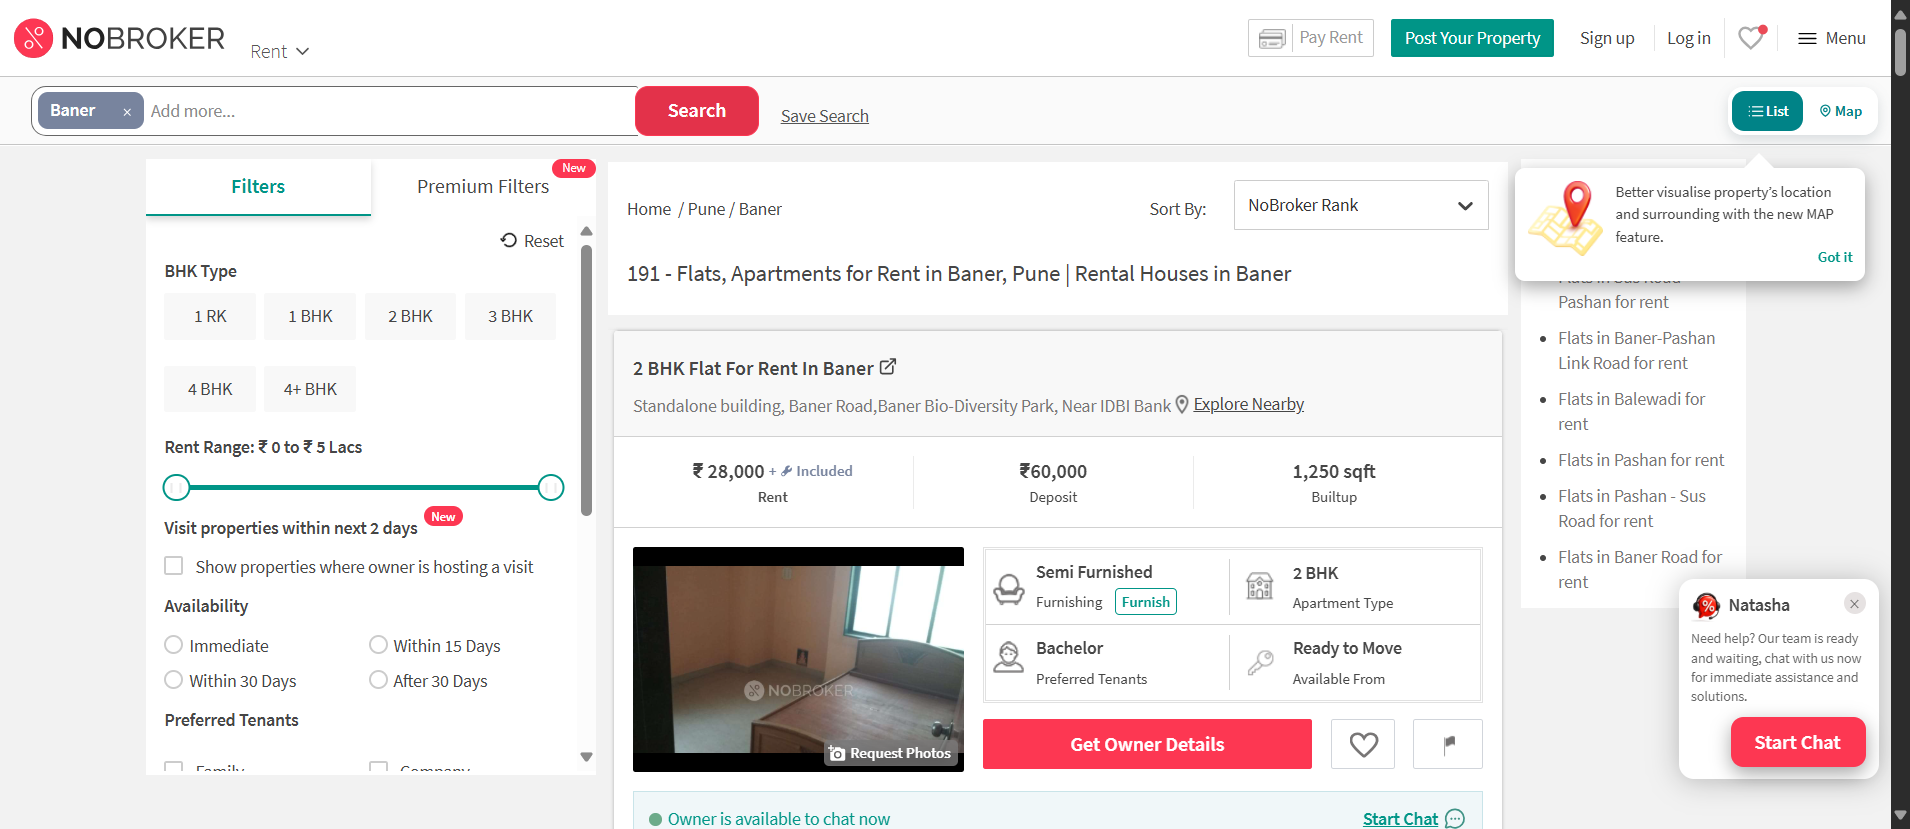 NOBROKER
Rent
Pay Rent
Post Your Property
Sign up
Log in
Menu
Baner ×
Add more...
Search
Save Search
List
Map
Filters
Premium Filters
New
Reset
BHK Type
1 RK
1 BHK
2 BHK
3 BHK
4 BHK
4+ BHK
Rent Range: ₹ 0 to ₹ 5 Lacs
Visit properties within next 2 days
New
Show properties where owner is hosting a visit
Availability
Immediate
Within 15 Days
Within 30 Days
After 30 Days
Preferred Tenants
Family
Company
Home / Pune / Baner
Sort By:
NoBroker Rank
191 - Flats, Apartments for Rent in Baner, Pune | Rental Houses in Baner
2 BHK Flat For Rent In Baner
Standalone building, Baner Road,Baner Bio-Diversity Park, Near IDBI Bank
Explore Nearby
₹ 28,000 + Included
Rent
₹60,000
Deposit
1,250 sqft
Builtup
NOBROKER
Request Photos
Semi Furnished
Furnishing
Furnish
2 BHK
Apartment Type
Bachelor
Preferred Tenants
Ready to Move
Available From
Get Owner Details
Owner is available to chat now
Start Chat
Better visualise property's location
and surrounding with the new MAP
feature.
Got it
Flats in Sus Road
Pashan for rent
Flats in Baner-Pashan
Link Road for rent
Flats in Balewadi for
rent
Flats in Pashan for rent
Flats in Pashan - Sus
Road for rent
Flats in Baner Road for
rent
Natasha
Need help? Our team is ready
and waiting, chat with us now
for immediate assistance and
solutions.
Start Chat